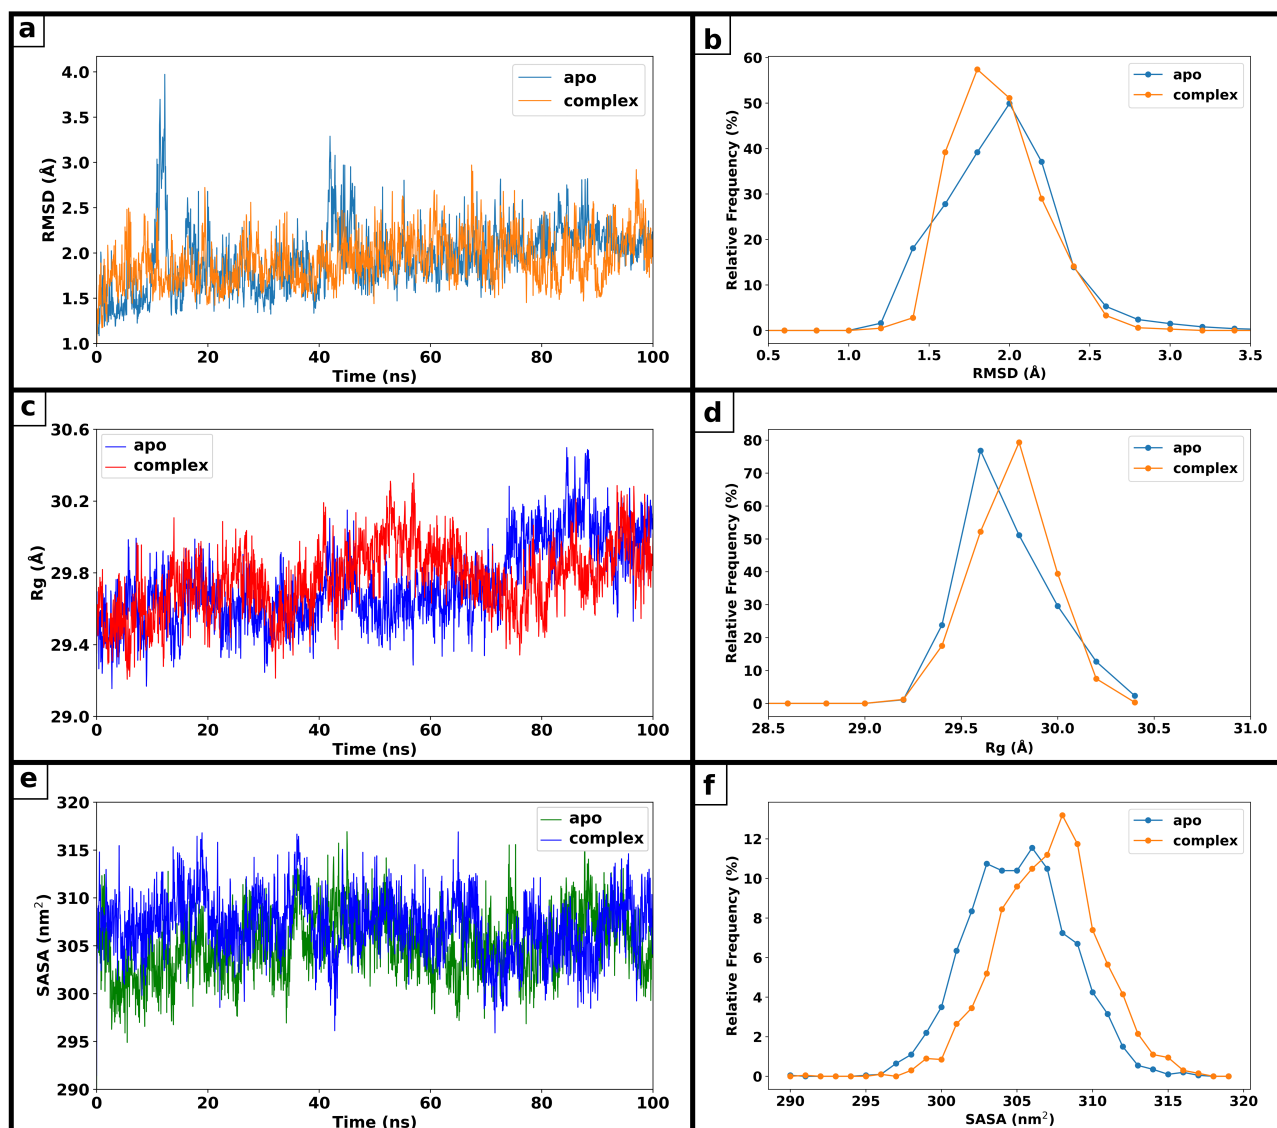 a
4.0
3.5
3.0
2.5
2.0
1.5
1.0
RMSD (Å)
apo
complex
0 20 40 60 80 100
Time (ns)
b
60
50
40
30
20
10
0
Relative Frequency (%)
apo
complex
0.5 1.0 1.5 2.0 2.5 3.0 3.5
RMSD (Å)
c
30.6
30.2
29.8
29.4
29.0
Rg (Å)
apo
complex
0 20 40 60 80 100
Time (ns)
d
80
70
60
50
40
30
20
10
0
Relative Frequency (%)
apo
complex
28.5 29.0 29.5 30.0 30.5 31.0
Rg (Å)
e
320
315
310
305
300
295
290
SASA (nm²)
apo
complex
0 20 40 60 80 100
Time (ns)
f
12
10
8
6
4
2
0
Relative Frequency (%)
apo
complex
290 295 300 305 310 315 320
SASA (nm²)